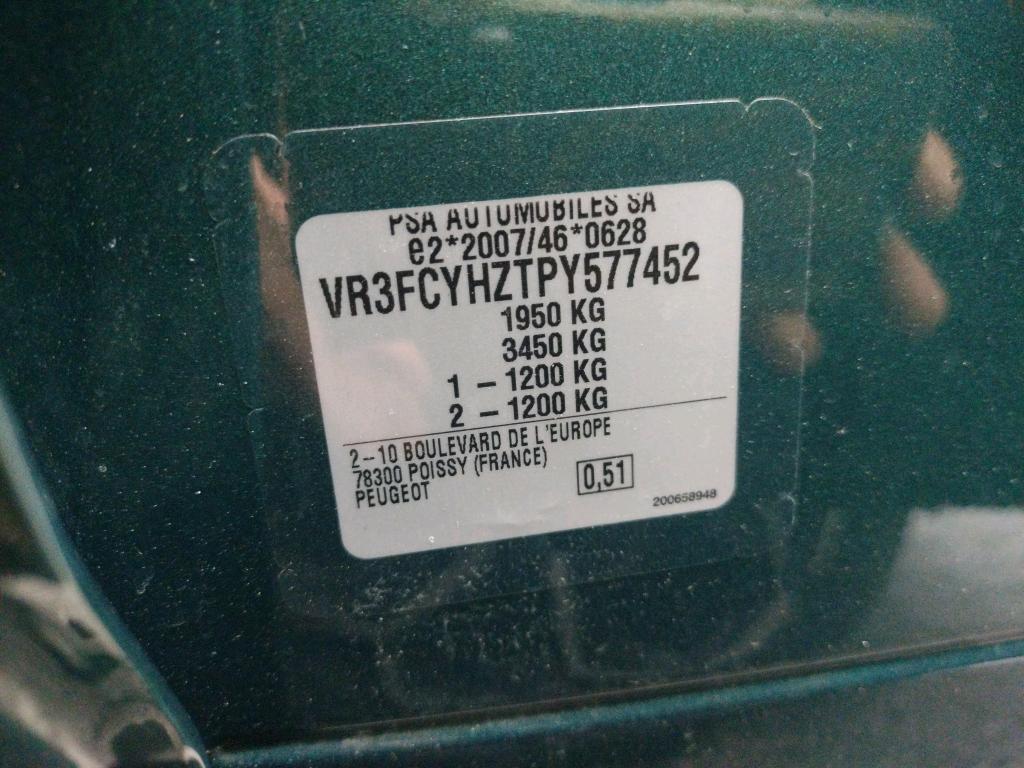 PSA AUTOMOBILES SA
e2*2007/46*0628
VR3FCYHZTPY577452
1950 KG
3450 KG
1 – 1200 KG
2 – 1200 KG
2–10 BOULEVARD DE L'EUROPE
78300 POISSY (FRANCE)
PEUGEOT
0,51
200658948